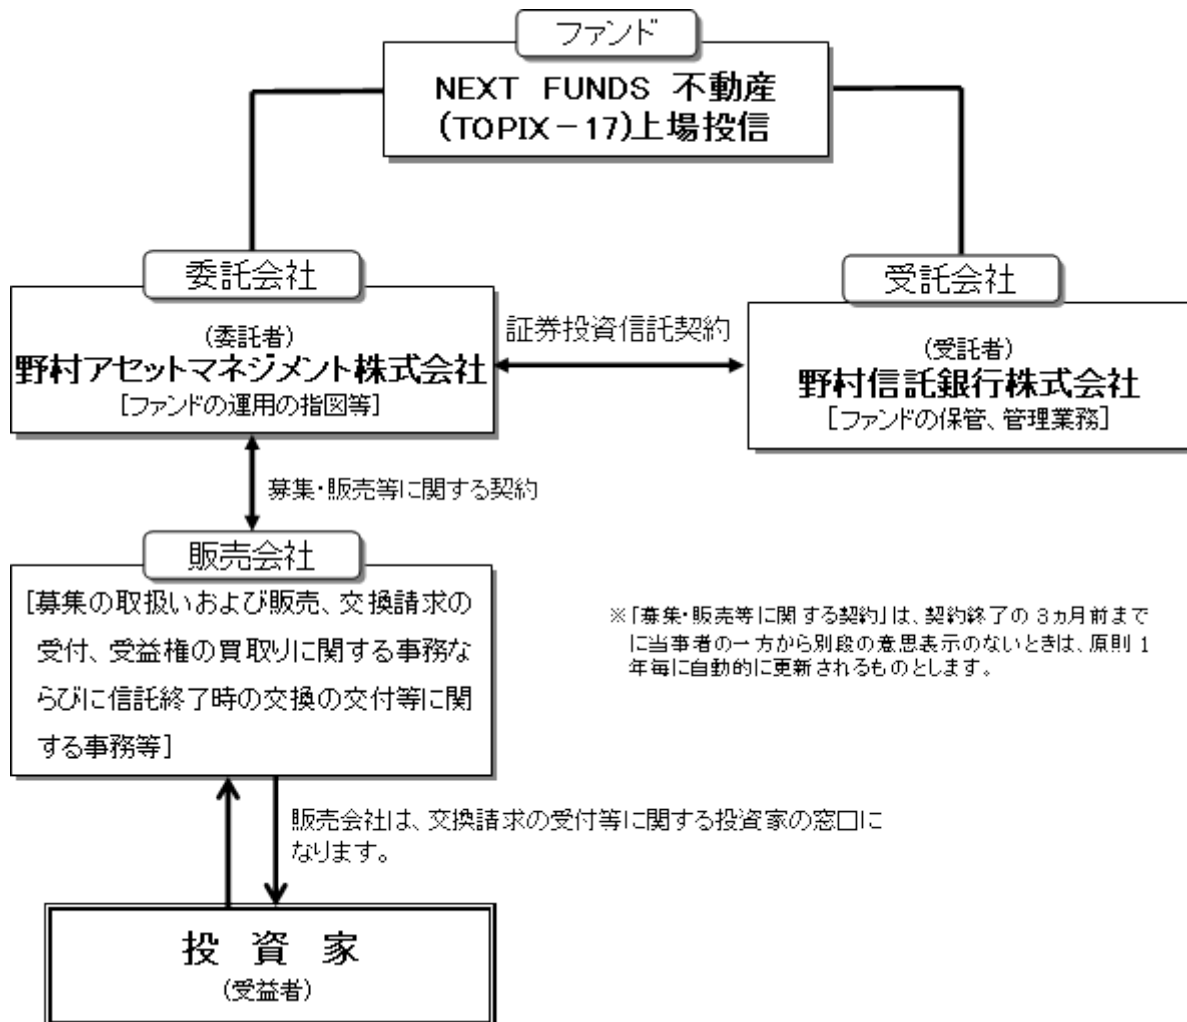 ファンド
NEXT FUNDS 不動産
(TOPIX－17)上場投信
委託会社
(委託者)
野村アセットマネジメント株式会社
[ファンドの運用の指図等]
証券投資信託契約
受託会社
(受託者)
野村信託銀行株式会社
[ファンドの保管、管理業務]
募集・販売等に関する契約
販売会社
[募集の取扱いおよび販売、交換請求の
受付、受益権の買取りに関する事務な
らびに信託終了時の交換の交付等に関
する事務等]
※「募集・販売等に関する契約」は、契約終了の3ヵ月前まで
に当事者の一方から別段の意思表示のないときは、原則1
年毎に自動的に更新されるものとします。
販売会社は、交換請求の受付等に関する投資家の窓口に
なります。
投 資 家
(受益者)